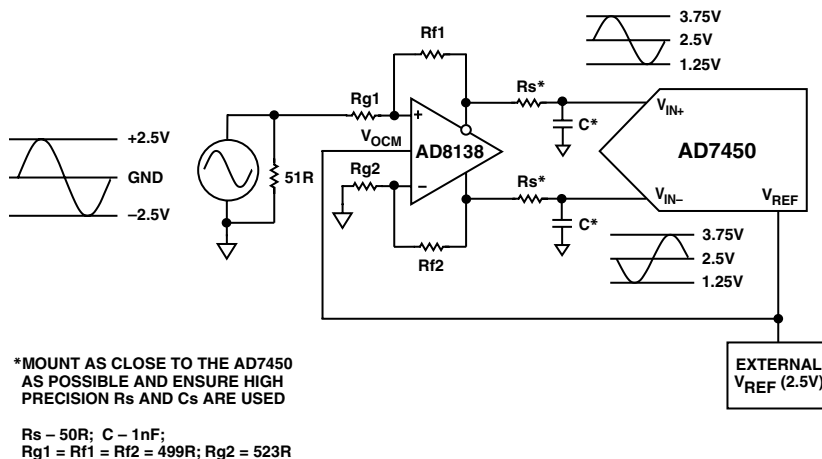 Rf1
3.75V
2.5V
1.25V
Rg1
Rs*
VIN+
+2.5V
VOCM
C*
AD8138
AD7450
GND
51R
Rg2
Rs*
VIN–
VREF
–2.5V
C*
Rf2
3.75V
2.5V
1.25V
*MOUNT AS CLOSE TO THE AD7450
AS POSSIBLE AND ENSURE HIGH
PRECISION Rs AND Cs ARE USED
EXTERNAL
VREF (2.5V)
Rs – 50R; C – 1nF;
Rg1 = Rf1 = Rf2 = 499R; Rg2 = 523R